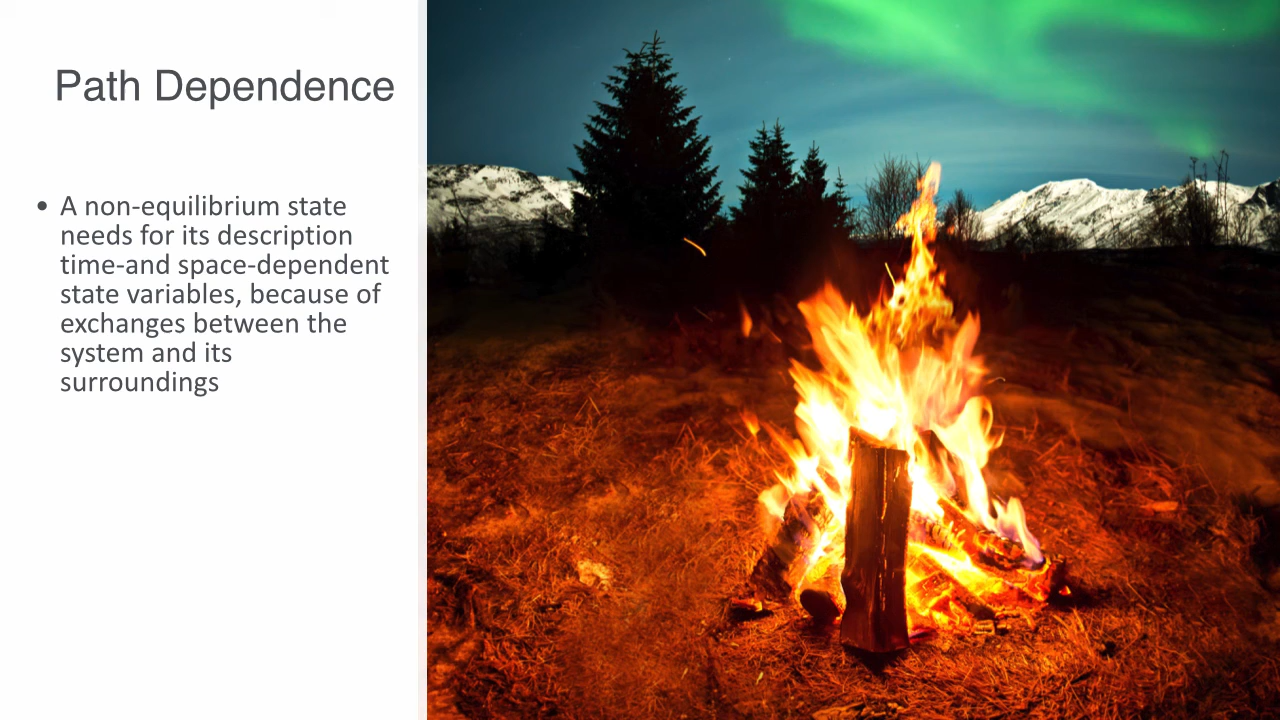 Path Dependence
• A non-equilibrium state
needs for its description
time-and space-dependent
state variables, because of
exchanges between the
system and its
surroundings